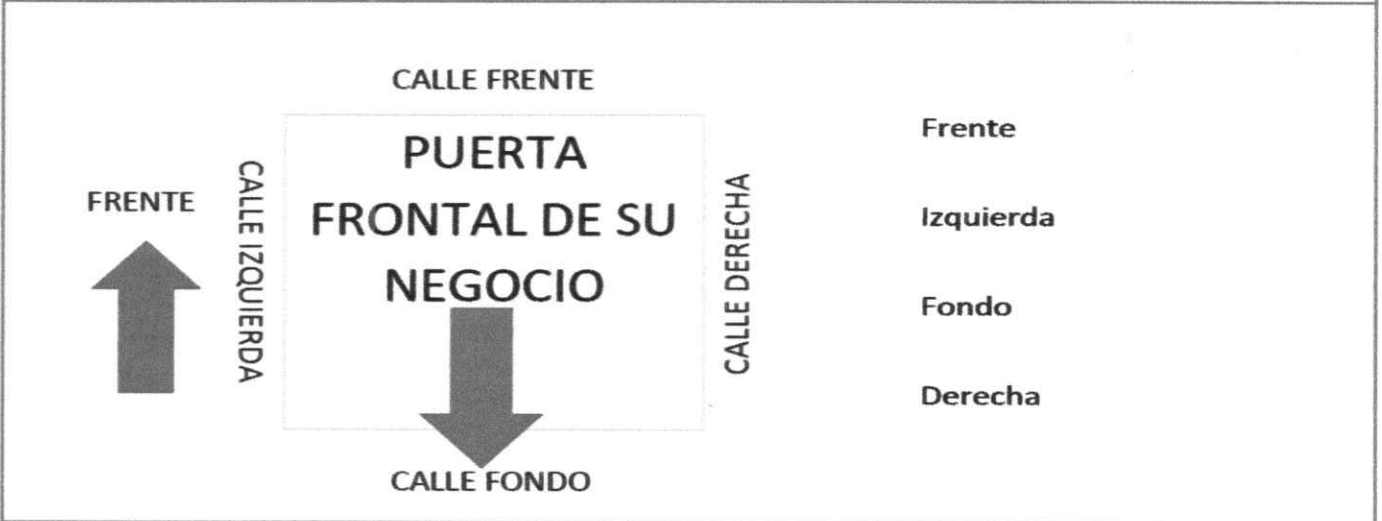 CALLE FRENTE
PUERTA
FRONTAL DE SU
NEGOCIO
FRENTE
CALLE IZQUIERDA
CALLE DERECHA
CALLE FONDO
Frente
Izquierda
Fondo
Derecha